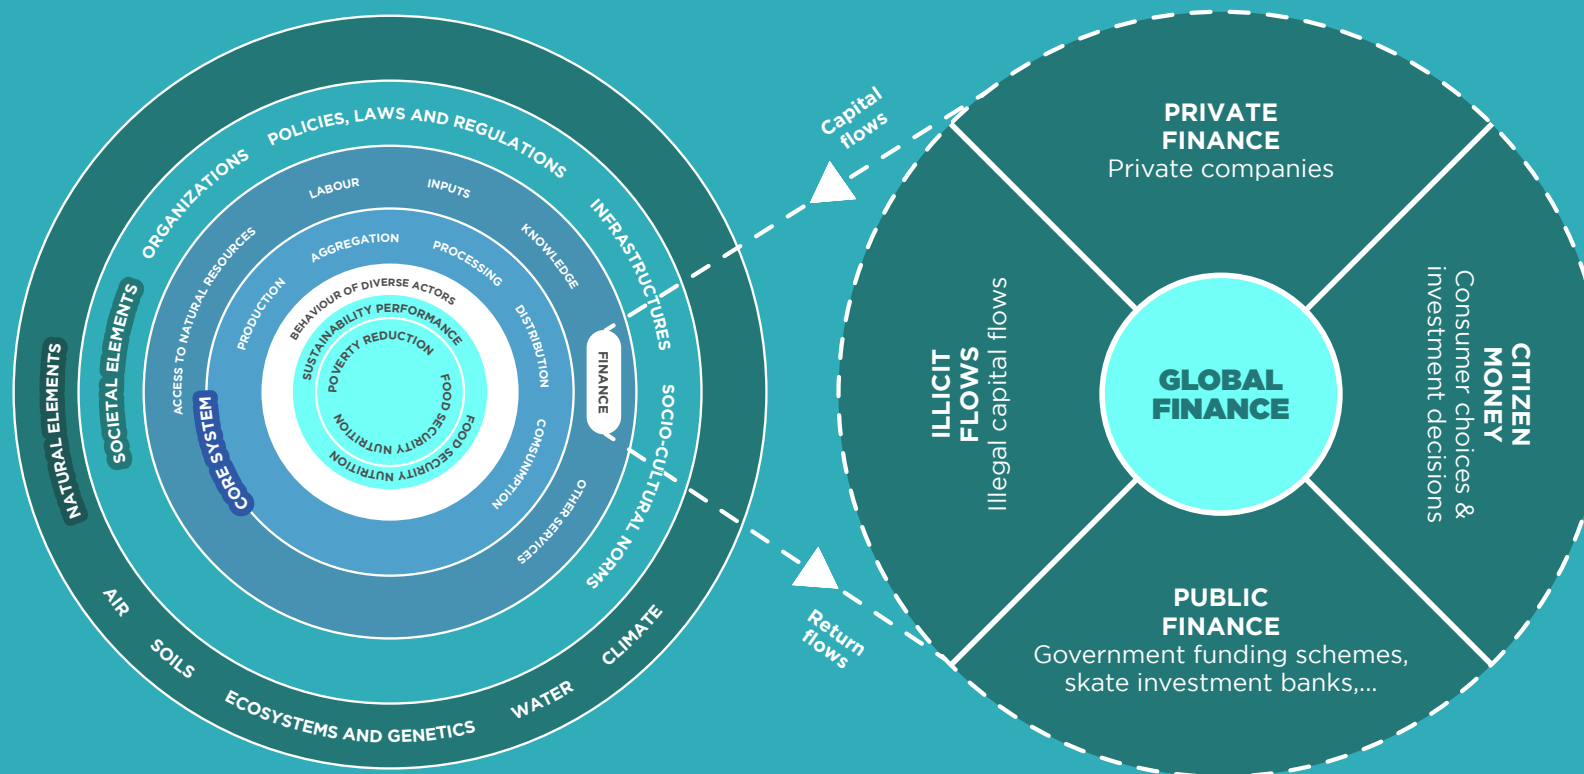 NATURAL ELEMENTS
AIR
SOILS
ECOSYSTEMS AND GENETICS
WATER
CLIMATE
SOCIETAL ELEMENTS
ORGANIZATIONS
POLICIES, LAWS AND REGULATIONS
INFRASTRUCTURES
SOCIO-CULTURAL NORMS
ACCESS TO NATURAL RESOURCES
LABOUR
INPUTS
KNOWLEDGE
FINANCE
OTHER SERVICES
CORE SYSTEM
PRODUCTION
AGGREGATION
PROCESSING
DISTRIBUTION
COMSUNMPTION
BEHAVIOUR OF DIVERSE ACTORS
SUSTAINABILITY PERFORMANCE
FOOD SECURITY NUTRITION
POVERTY REDUCTION
FOOD SECURITY NUTRITION
Capital
flows
Return
flows
PRIVATE
FINANCE
Private companies
ILLICIT
FLOWS
Illegal capital flows
GLOBAL
FINANCE
CITIZEN
MONEY
Consumer choices &
investment decisions
PUBLIC
FINANCE
Government funding schemes,
skate investment banks,...